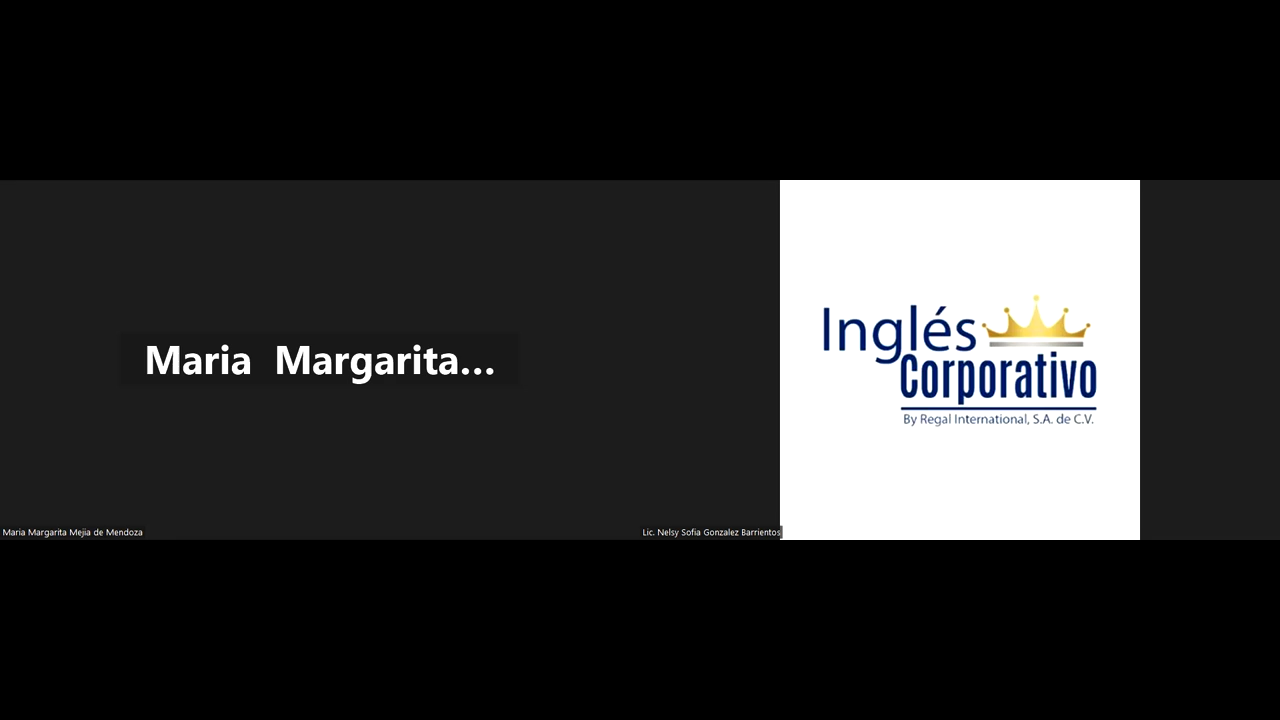 Maria Margarita...
Inglés
Corporativo
By Regal International, S.A. de C.V.
Maria Margarita Mejia de Mendoza
Lic. Nelsy Sofia Gonzalez Barrientos